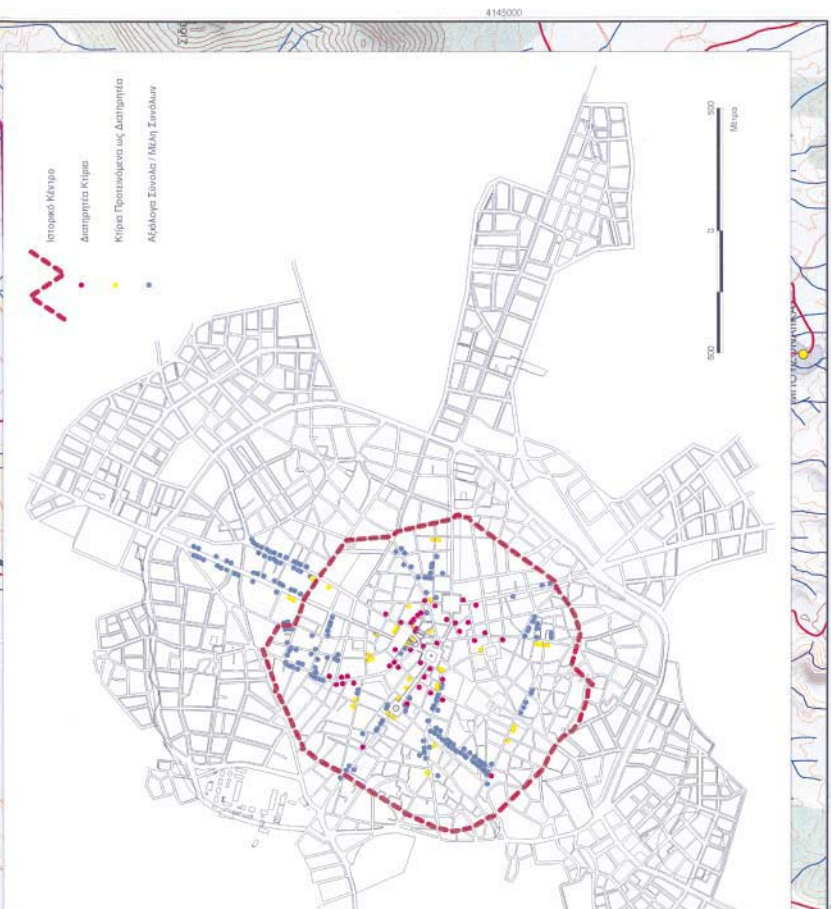 4145000
Ιστορικό Κέντρο
Διατηρητέα Κτίρια
Κτίρια Προτεινόμενα ως Διατηρητέα
Αξιόλογα Σύνολα / Μέλη Συνόλων
500
0
500
Μέτρα